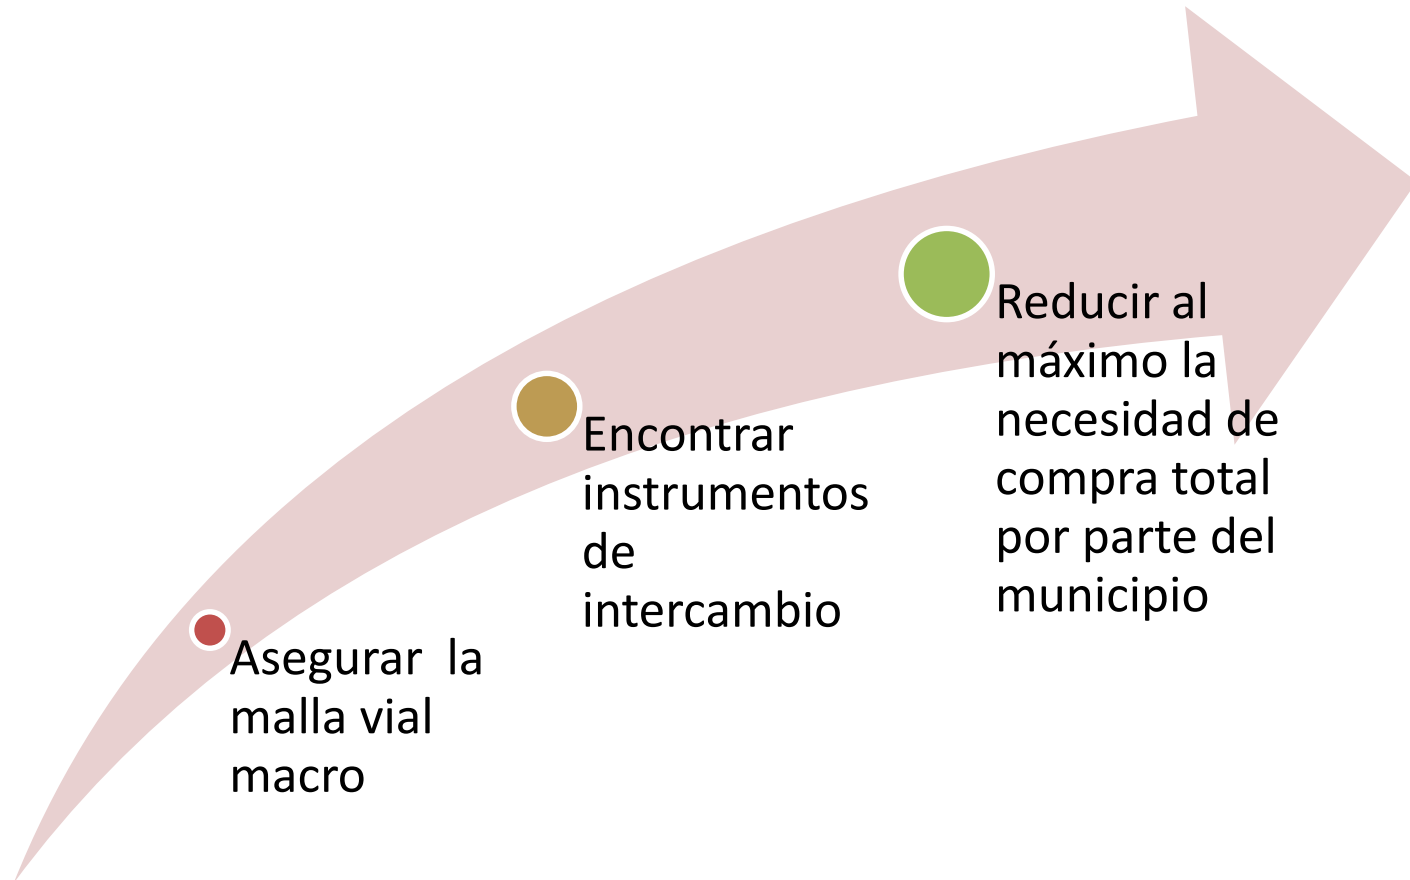 Asegurar  la
malla vial
macro
Encontrar
instrumentos
de
intercambio
Reducir al
máximo la
necesidad de
compra total
por parte del
municipio